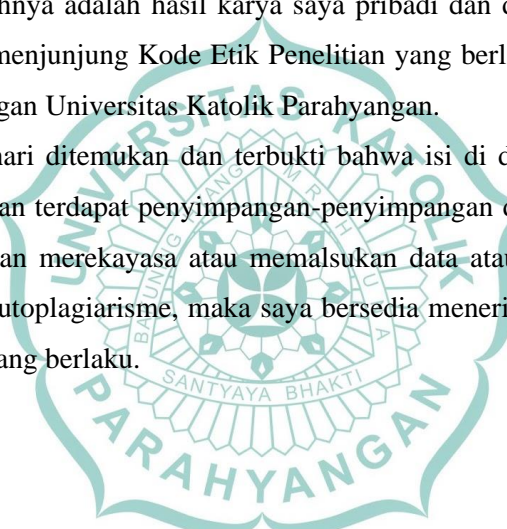 hnya adalah hasil karya saya pribadi dan
menjunjung Kode Etik Penelitian yang berl
gan Universitas Katolik Parahyangan.
nari ditemukan dan terbukti bahwa isi di d
an terdapat penyimpangan-penyimpangan
an merekayasa atau memalsukan data atau
utoplagiarisme, maka saya bersedia meneri
ang berlaku.
UNIVERSITAS KATOLIK
SANTYAYA BHAKTI
PARAHYANGAN